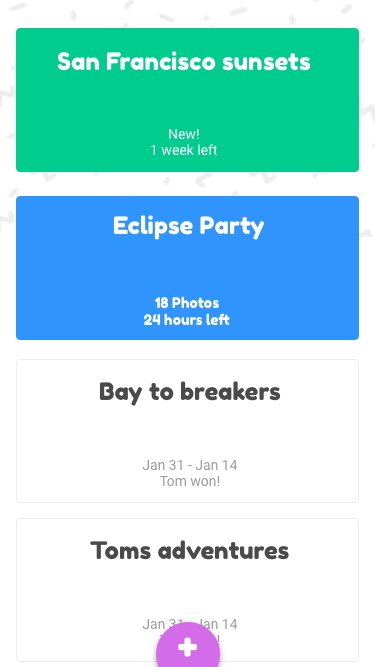 San Francisco sunsets
New!
1 week left
Eclipse Party
18 Photos
24 hours left
Bay to breakers
Jan 31 - Jan 14
Tom won!
Toms adventures
Jan 31 - Jan 14